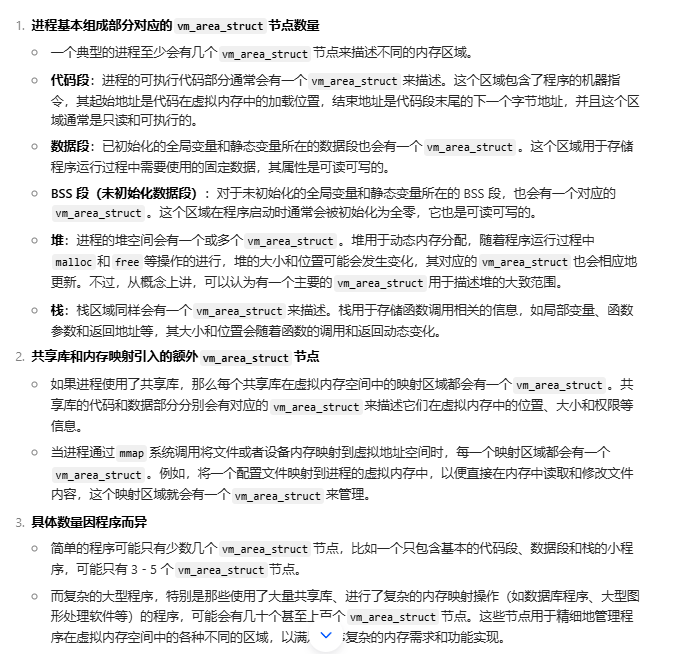 1. 进程基本组成部分对应的 vm_area_struct 节点数量
一个典型的进程至少会有几个 vm_area_struct 节点来描述不同的内存区域。
代码段：进程的可执行代码部分通常会有一个 vm_area_struct 来描述。这个区域包含了程序的机器指
令，其起始地址是代码在虚拟内存中的加载位置，结束地址是代码段末尾的下一个字节地址，并且这个区
域通常是只读和可执行的。
数据段：已初始化的全局变量和静态变量所在的数据段也会有一个 vm_area_struct 。这个区域用于存储
程序运行过程中需要使用的固定数据，其属性是可读可写的。
BSS 段（未初始化数据段）：对于未初始化的全局变量和静态变量所在的 BSS 段，也会有一个对应的
vm_area_struct 。这个区域在程序启动时通常会被初始化为全零，它也是可读可写的。
堆：进程的堆空间会有一个或多个 vm_area_struct 。堆用于动态内存分配，随着程序运行过程中
malloc 和 free 等操作的进行，堆的大小和位置可能会发生变化，其对应的 vm_area_struct 也会相应地
更新。不过，从概念上讲，可以认为有一个主要的 vm_area_struct 用于描述堆的大致范围。
栈：栈区域同样会有一个 vm_area_struct 来描述。栈用于存储函数调用相关的信息，如局部变量、函数
参数和返回地址等，其大小和位置会随着函数的调用和返回动态变化。
2. 共享库和内存映射引入的额外 vm_area_struct 节点
如果进程使用了共享库，那么每个共享库在虚拟内存空间中的映射区域都会有一个 vm_area_struct 。共
享库的代码和数据部分分别会有对应的 vm_area_struct 来描述它们在虚拟内存中的位置、大小和权限等
信息。
当进程通过 mmap 系统调用将文件或者设备内存映射到虚拟地址空间时，每一个映射区域都会有一个
vm_area_struct 。例如，将一个配置文件映射到进程的虚拟内存中，以便直接在内存中读取和修改文件
内容，这个映射区域就会有一个 vm_area_struct 来管理。
3. 具体数量因程序而异
简单的程序可能只有少数几个 vm_area_struct 节点，比如一个只包含基本的代码段、数据段和栈的小程
序，可能只有 3 - 5 个 vm_area_struct 节点。
而复杂的大型程序，特别是那些使用了大量共享库、进行了复杂的内存映射操作（如数据库程序、大型图
形处理软件等）的程序，可能会有几十个甚至上百个 vm_area_struct 节点。这些节点用于精细地管理程
序在虚拟内存空间中的各种不同的区域，以满 复杂的内存需求和功能实现。